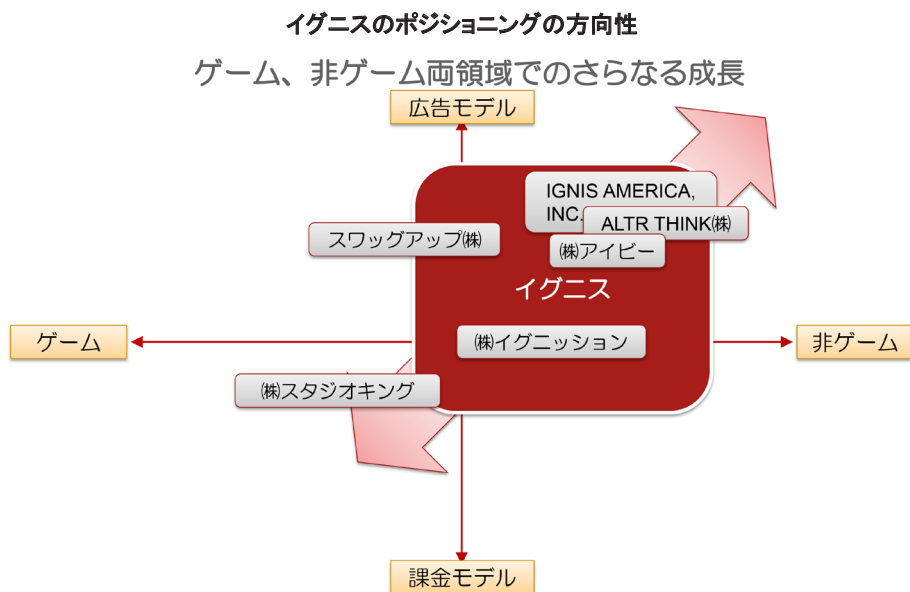 イグニスのポジショニングの方向性
ゲーム、非ゲーム両領域でのさらなる成長
広告モデル
IGNIS AMERICA,
INC.
ALTR THINK㈱
スワッグアップ㈱
㈱アイビー
イグニス
ゲーム
㈱イグニッション
非ゲーム
㈱スタジオキング
課金モデル